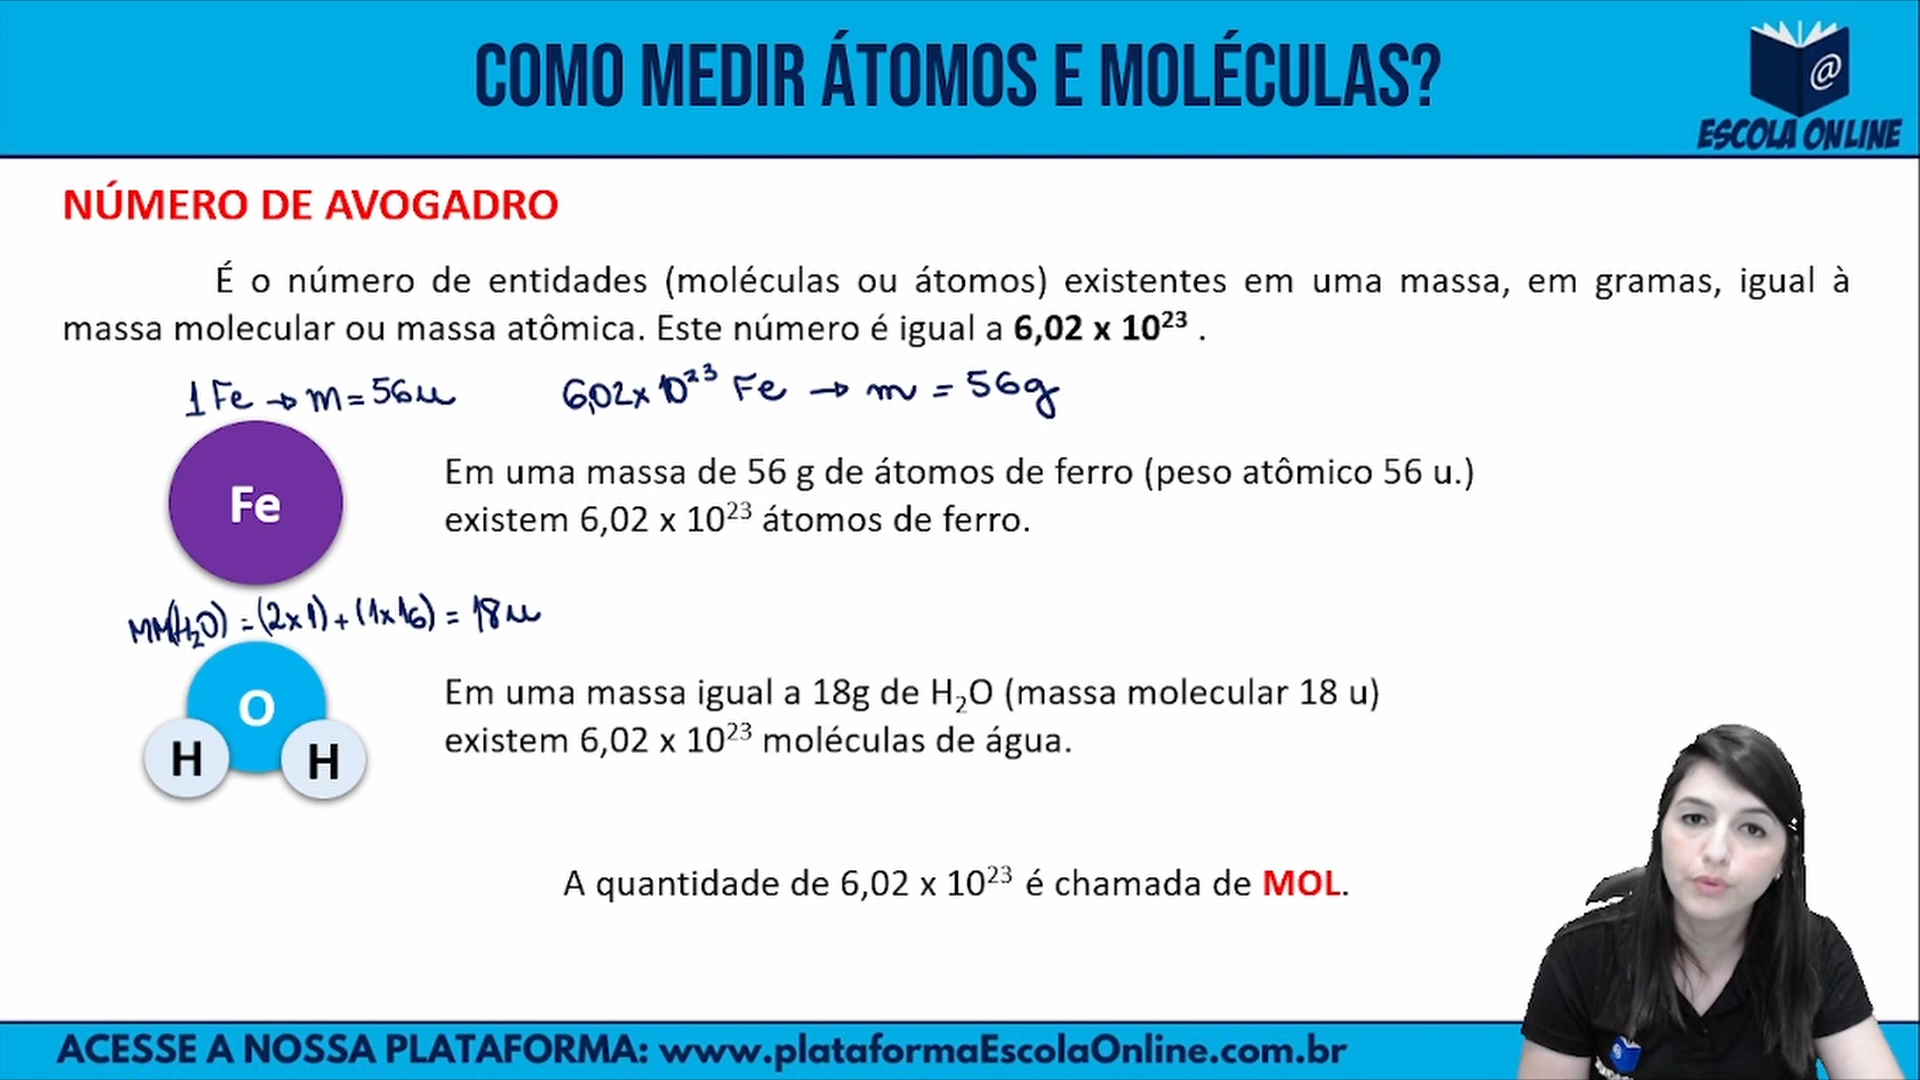 COMO MEDIR ÁTOMOS E MOLÉCULAS?
@
ESCOLA ONLINE
NÚMERO DE AVOGADRO
É o número de entidades (moléculas ou átomos) existentes em uma massa, em gramas, igual à
massa molecular ou massa atômica. Este número é igual a 6,02 x 10²³ .
1 Fe → m = 56u
6,02 x 10²³ Fe → m = 56g
Fe
Em uma massa de 56 g de átomos de ferro (peso atômico 56 u.)
existem 6,02 x 10²³ átomos de ferro.
MM(H₂O) = (2x1) + (1x16) = 18u
O
H H
Em uma massa igual a 18g de H₂O (massa molecular 18 u)
existem 6,02 x 10²³ moléculas de água.
A quantidade de 6,02 x 10²³ é chamada de MOL.
ACESSE A NOSSA PLATAFORMA: www.plataformaEscolaOnline.com.br